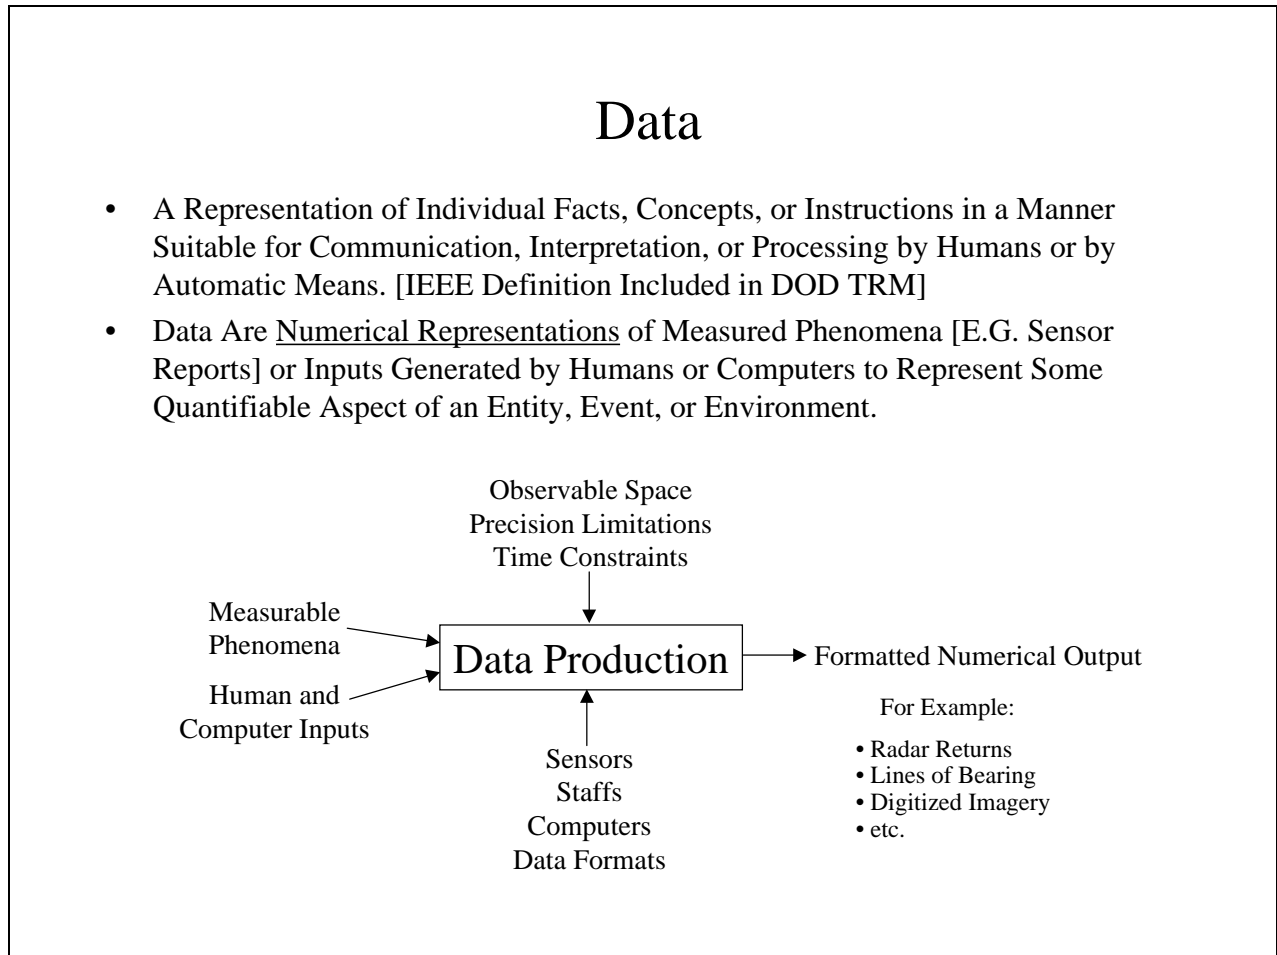 Data
• A Representation of Individual Facts, Concepts, or Instructions in a Manner
Suitable for Communication, Interpretation, or Processing by Humans or by
Automatic Means. [IEEE Definition Included in DOD TRM]
• Data Are Numerical Representations of Measured Phenomena [E.G. Sensor
Reports] or Inputs Generated by Humans or Computers to Represent Some
Quantifiable Aspect of an Entity, Event, or Environment.
Observable Space
Precision Limitations
Time Constraints
Measurable
Phenomena
Human and
Computer Inputs
Data Production
Sensors
Staffs
Computers
Data Formats
Formatted Numerical Output
For Example:
• Radar Returns
• Lines of Bearing
• Digitized Imagery
• etc.